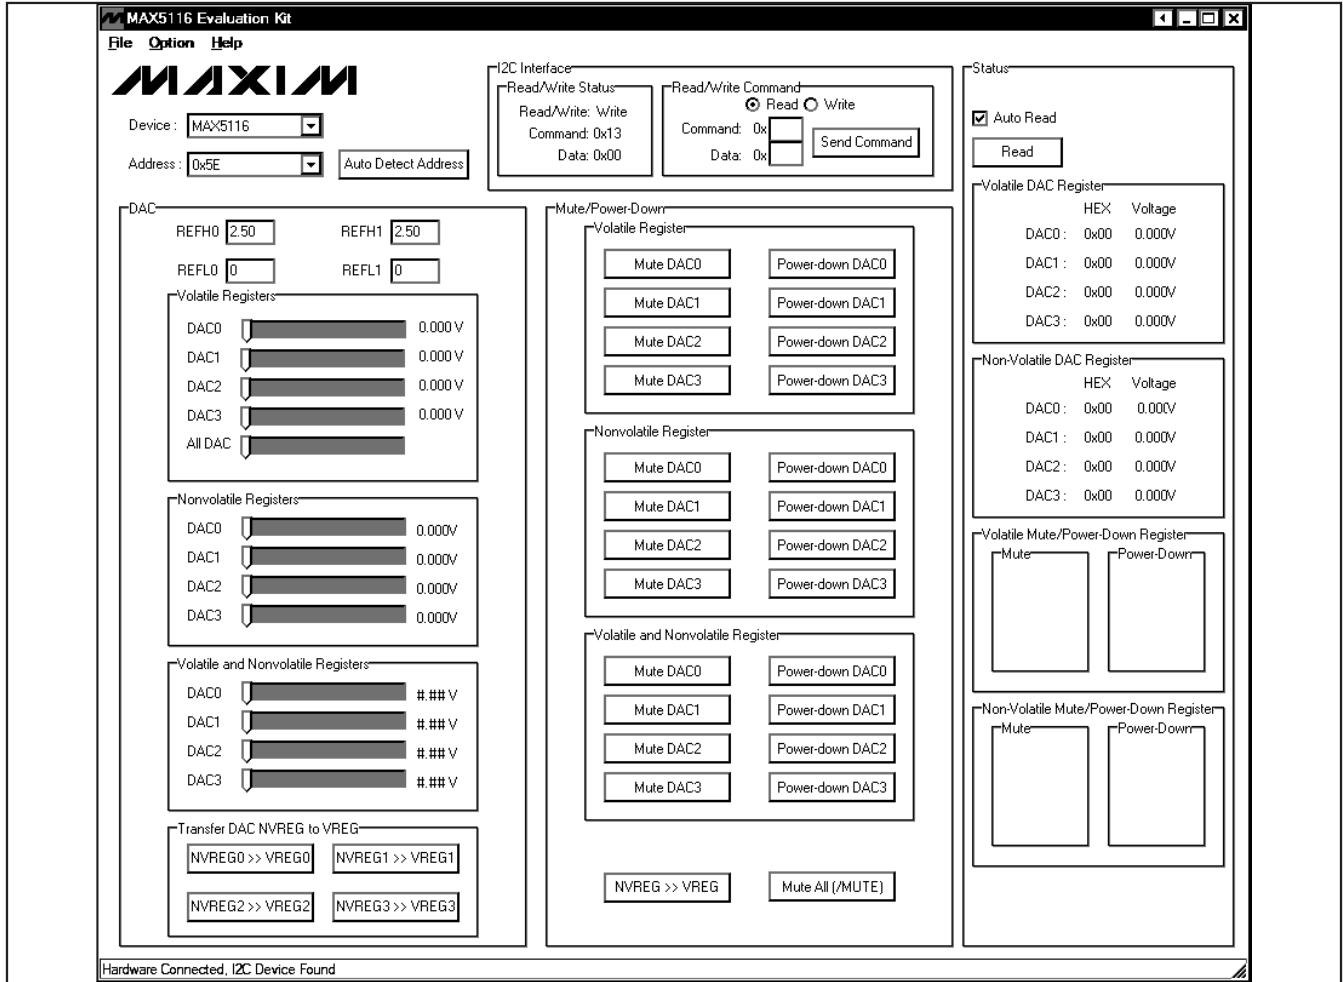 MAX5116 Evaluation Kit
File Option Help
MAXIM
Device : MAX5116
Address : 0x5E Auto Detect Address
I2C Interface
Read/Write Status
Read/Write: Write
Command: 0x13
Data: 0x00
Read/Write Command
Read Write
Command: 0x
Data: 0x
Send Command
DAC
REFH0 2.50 REFH1 2.50
REFL0 0 REFL1 0
Volatile Registers
DAC0 0.000 V
DAC1 0.000 V
DAC2 0.000 V
DAC3 0.000 V
All DAC
Nonvolatile Registers
DAC0 0.000V
DAC1 0.000V
DAC2 0.000V
DAC3 0.000V
Volatile and Nonvolatile Registers
DAC0 #.## V
DAC1 #.## V
DAC2 #.## V
DAC3 #.## V
Transfer DAC NVREG to VREG
NVREG0 >> VREG0 NVREG1 >> VREG1
NVREG2 >> VREG2 NVREG3 >> VREG3
Mute/Power-Down
Volatile Register
Mute DAC0 Power-down DAC0
Mute DAC1 Power-down DAC1
Mute DAC2 Power-down DAC2
Mute DAC3 Power-down DAC3
Nonvolatile Register
Mute DAC0 Power-down DAC0
Mute DAC1 Power-down DAC1
Mute DAC2 Power-down DAC2
Mute DAC3 Power-down DAC3
Volatile and Nonvolatile Register
Mute DAC0 Power-down DAC0
Mute DAC1 Power-down DAC1
Mute DAC2 Power-down DAC2
Mute DAC3 Power-down DAC3
NVREG >> VREG Mute All (/MUTE)
Status
Auto Read
Read
Volatile DAC Register
HEX Voltage
DAC0 : 0x00 0.000V
DAC1 : 0x00 0.000V
DAC2 : 0x00 0.000V
DAC3 : 0x00 0.000V
Non-Volatile DAC Register
HEX Voltage
DAC0 : 0x00 0.00(V
DAC1 : 0x00 0.000V
DAC2 : 0x00 0.000V
DAC3 : 0x00 0.000V
Volatile Mute/Power-Down Register
Mute Power-Down
Non-Volatile Mute/Power-Down Register
Mute Power-Down
Hardware Connected, I2C Device Found